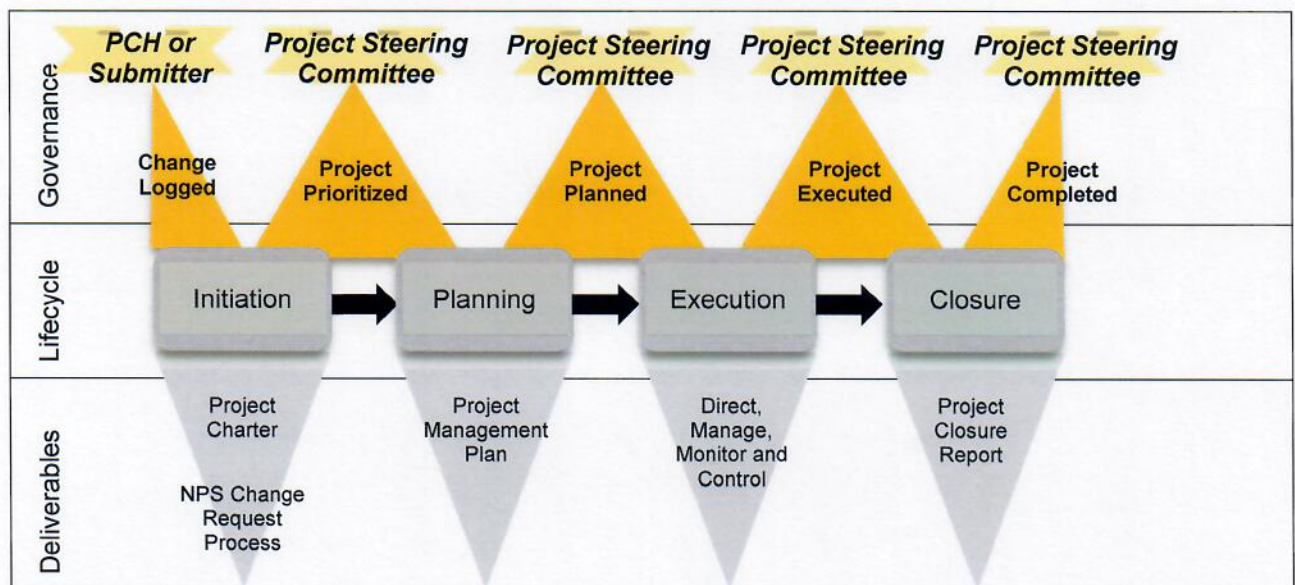 Governance
PCH or
Submitter
Project Steering
Committee
Project Steering
Committee
Project Steering
Committee
Project Steering
Committee
Change
Logged
Project
Prioritized
Project
Planned
Project
Executed
Project
Completed
Lifecycle
Initiation
Planning
Execution
Closure
Deliverables
Project
Charter
NPS Change
Request
Process
Project
Management
Plan
Direct,
Manage,
Monitor and
Control
Project
Closure
Report